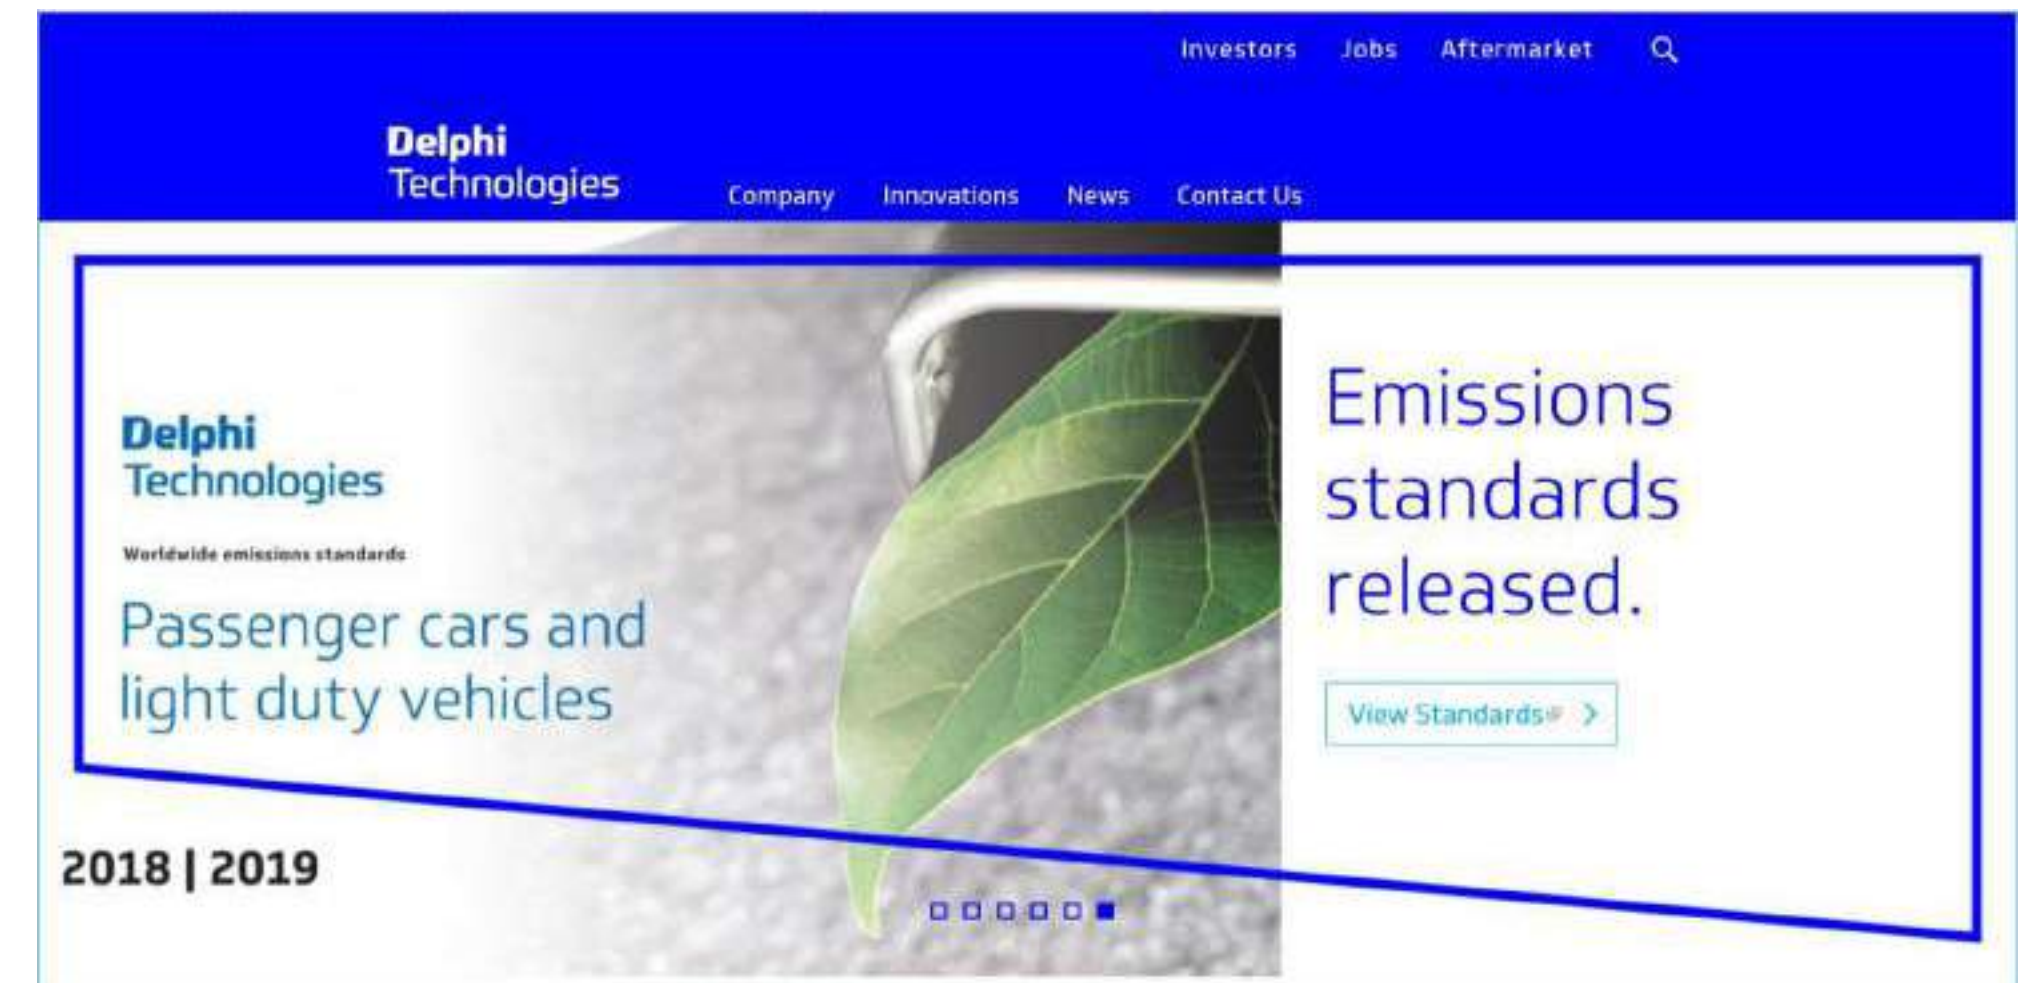 Investors Jobs Aftermarket
Delphi
Technologies
Company Innovations News Contact Us
Delphi
Technologies
Worldwide emissions standards
Passenger cars and
light duty vehicles
2018 | 2019
Emissions
standards
released.
View Standards